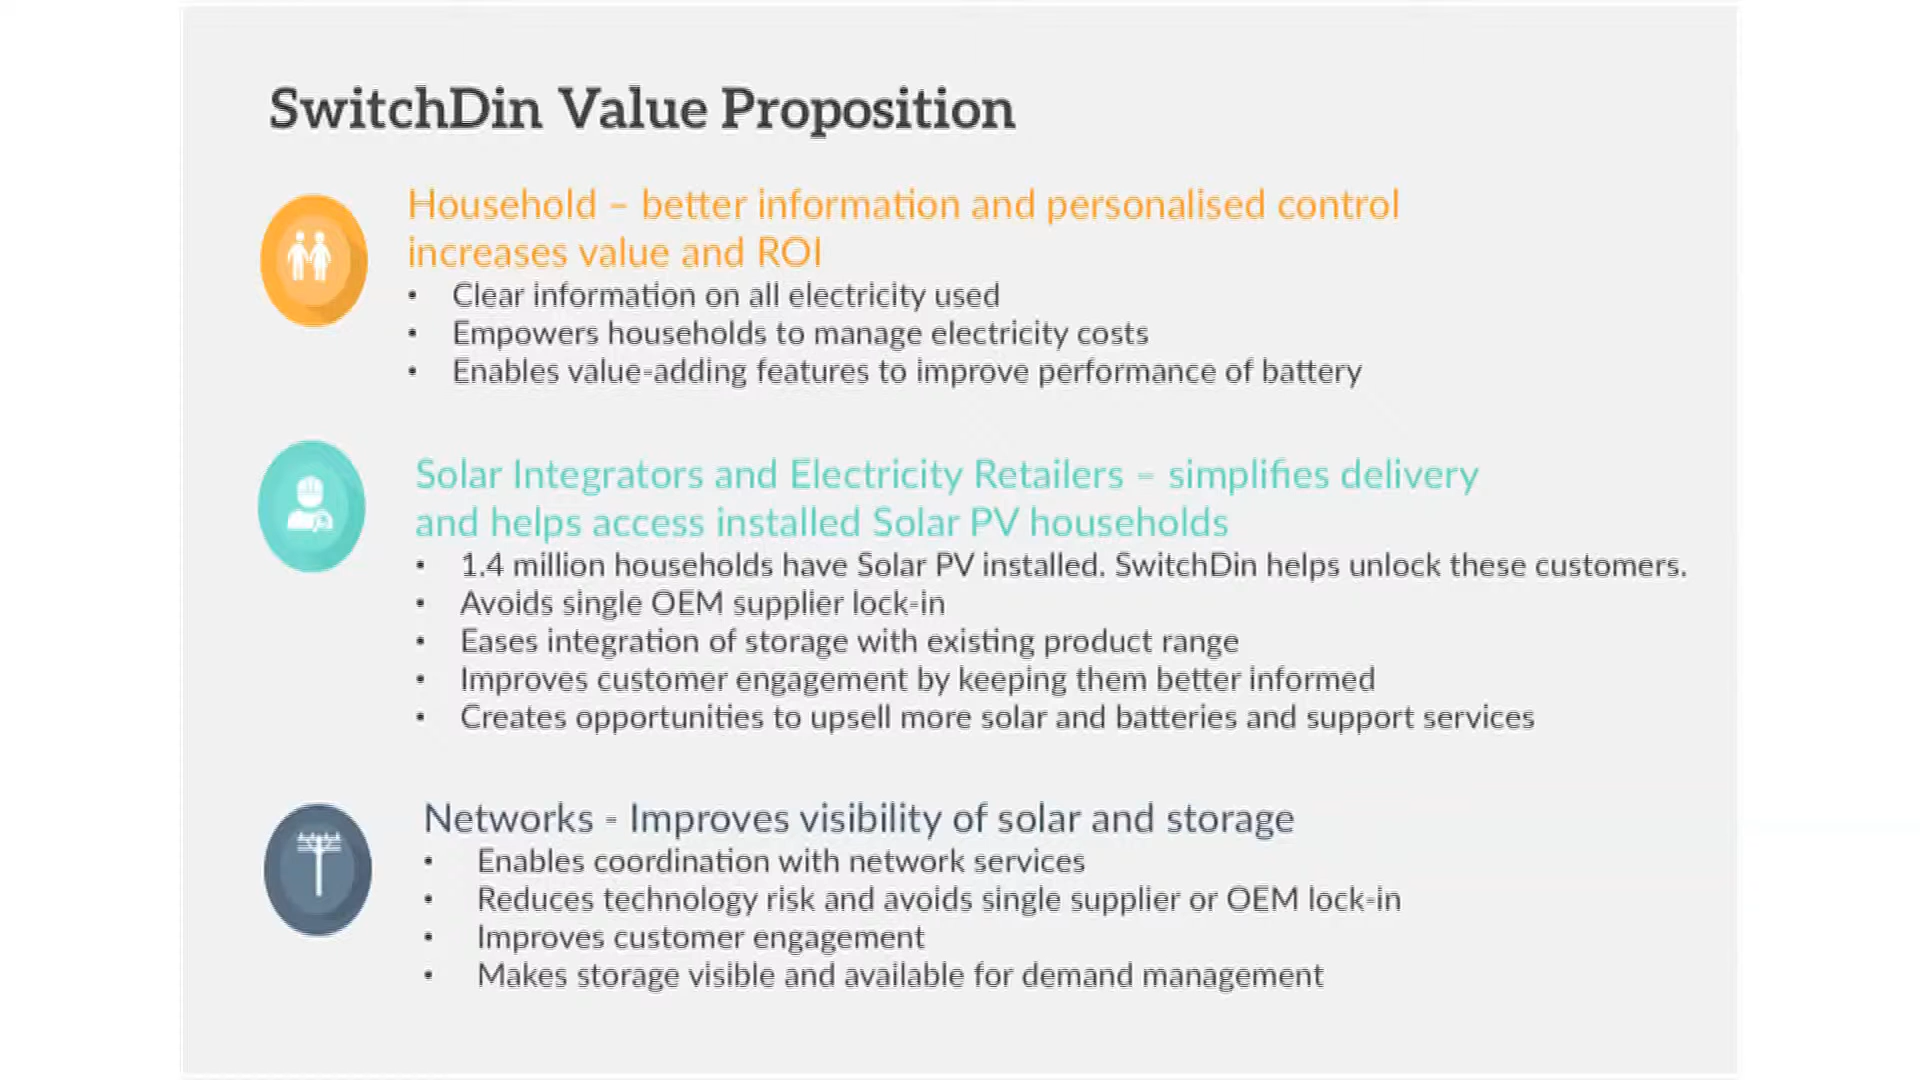 SwitchDin Value Proposition
Household – better information and personalised control
increases value and ROI
• Clear information on all electricity used
• Empowers households to manage electricity costs
• Enables value-adding features to improve performance of battery
Solar Integrators and Electricity Retailers – simplifies delivery
and helps access installed Solar PV households
• 1.4 million households have Solar PV installed. SwitchDin helps unlock these customers.
• Avoids single OEM supplier lock-in
• Eases integration of storage with existing product range
• Improves customer engagement by keeping them better informed
• Creates opportunities to upsell more solar and batteries and support services
Networks - Improves visibility of solar and storage
• Enables coordination with network services
• Reduces technology risk and avoids single supplier or OEM lock-in
• Improves customer engagement
• Makes storage visible and available for demand management